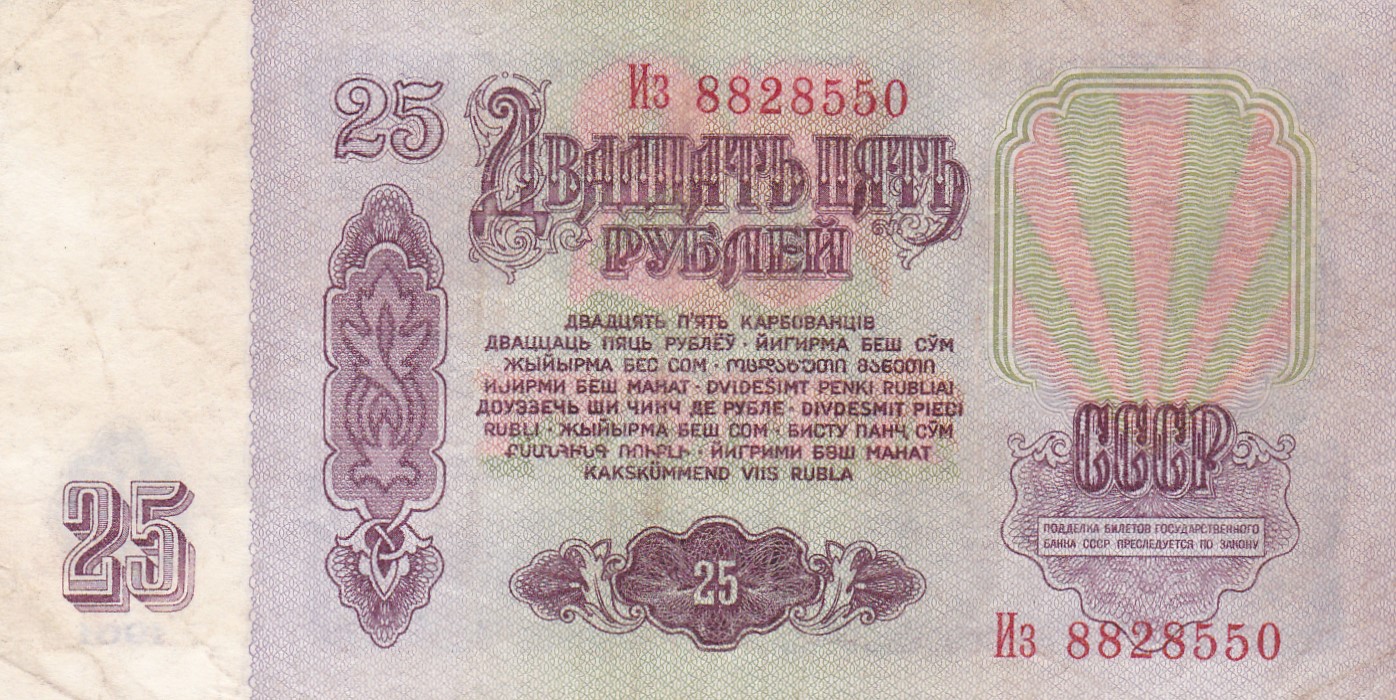 Из 8828550
25
Двадцать пять
рублей
ДВАДЦЯТЬ П'ЯТЬ КАРБОВАНЦІВ
ДВАЦЦАЦЬ ПЯЦЬ РУБЛЁЎ · ЙИГИРМА БЕШ СЎМ
ЖЫЙЫРМА БЕС СОМ · ოცდახუთი მანეთი
ИЈИРМИ БЕШ МАНАТ · DVIDEŠIMT PENKI RUBLIAI
ДОУЭЗЕЧЬ ШИ ЧИНЧ ДЕ РУБЛЕ · DIVDESMIT PIECI
RUBĻI · ЖЫЙЫРМА БЕШ СОМ · БИСТУ ПАНҶ СЎМ
ՔՍԱՆՀԻՆԳ ՌՈՒԲԼԻ · ЙИГРИМИ БӘШ МАНАТ
KAKSKÜMMEND VIIS RUBLA
25
25
СССР
ПОДДЕЛКА БИЛЕТОВ ГОСУДАРСТВЕННОГО
БАНКА СССР ПРЕСЛЕДУЕТСЯ ПО ЗАКОНУ
Из 8828550